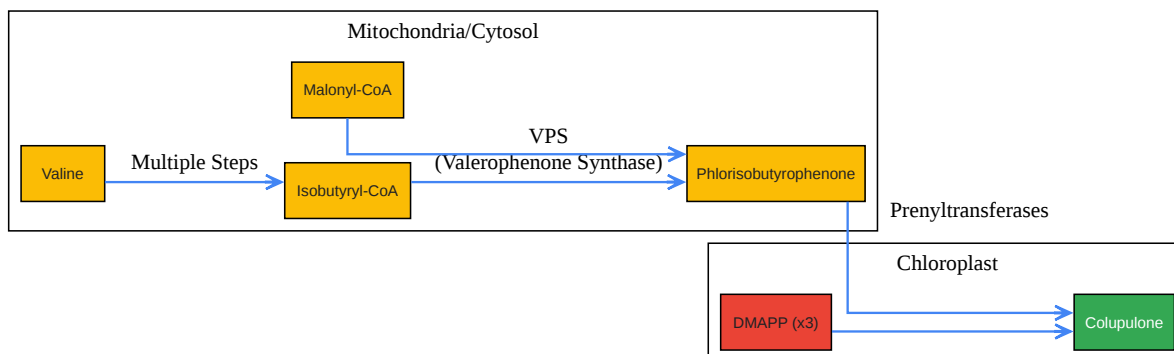 Mitochondria/Cytosol
Malonyl-CoA
VPS
(Valerophenone Synthase)
Valine
Multiple Steps
Isobutyryl-CoA
Phlorisobutyrophenone
Prenyltransferases
Chloroplast
DMAPP (x3)
Colupulone